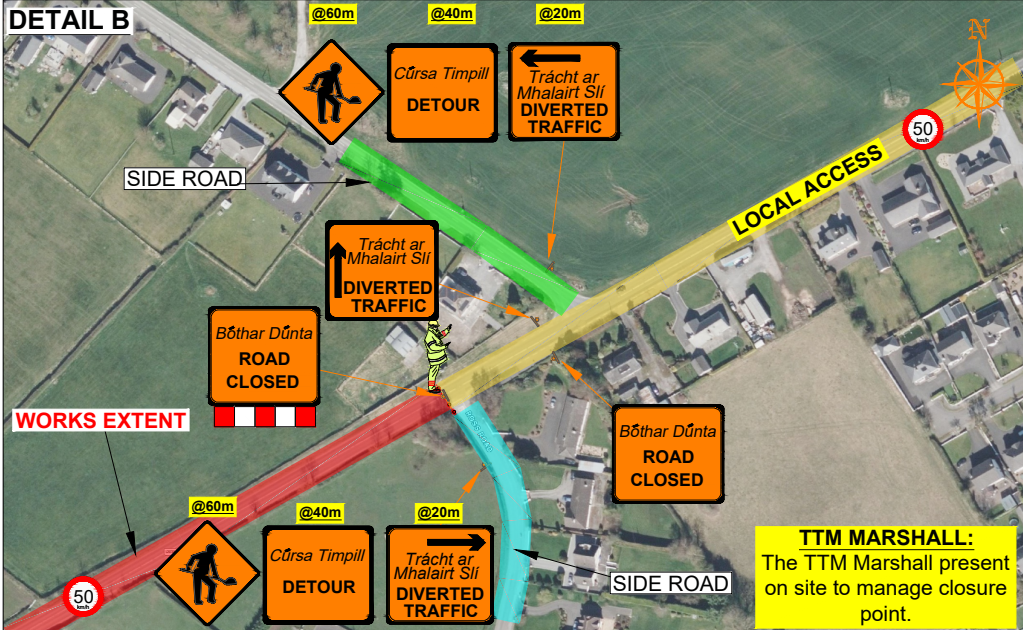 DETAIL B
@60m
@40m
@20m
N
Cúrsa Timpill
DETOUR
Trácht ar
Mhalairt Slí
DIVERTED
TRAFFIC
50
km/h
LOCAL ACCESS
SIDE ROAD
Trácht ar
Mhalairt Slí
DIVERTED
TRAFFIC
Bóthar Dúnta
ROAD
CLOSED
WORKS EXTENT
Bóthar Dúnta
ROAD
CLOSED
@60m
@40m
@20m
Cúrsa Timpill
DETOUR
Trácht ar
Mhalairt Slí
DIVERTED
TRAFFIC
SIDE ROAD
50
km/h
TTM MARSHALL:
The TTM Marshall present
on site to manage closure
point.